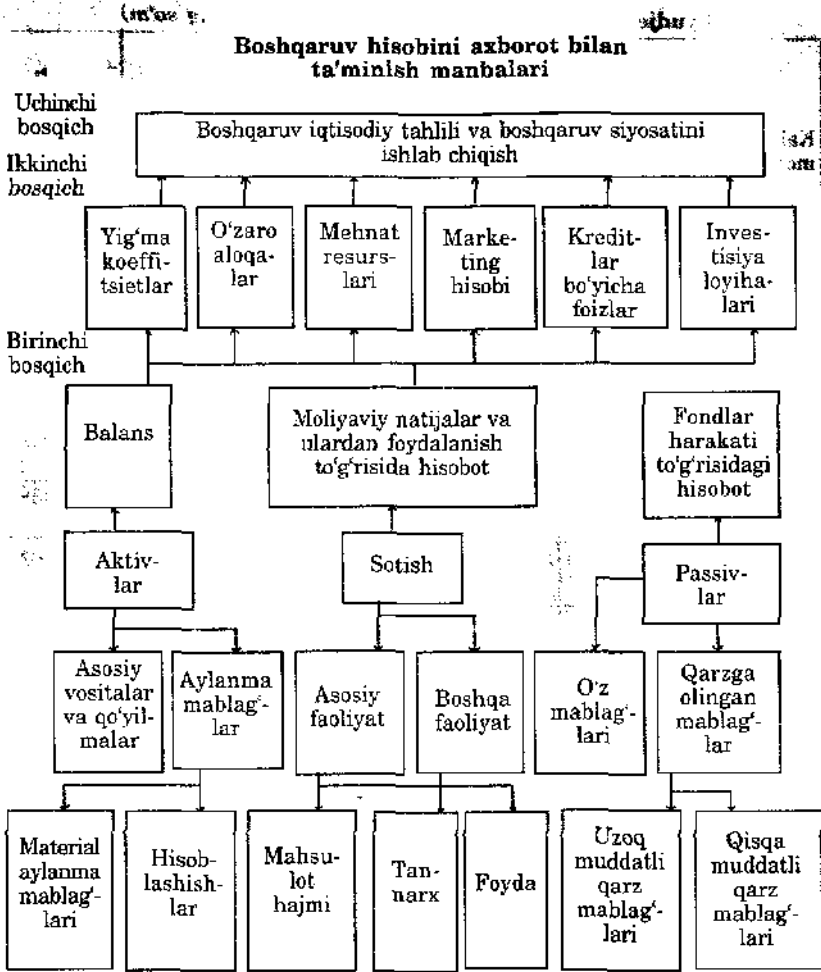 Boshqaruv hisobini axborot bilan
ta'minish manbalari
Uchinchi
bosqich
Boshqaruv iqtisodiy tahlili va boshqaruv siyosatini
ishlab chiqish
Ikkinchi
bosqich
Yig‘ma
koeffi-
tsietlar
O‘zaro
aloqa-
lar
Mehnat
resurs-
lari
Marke-
ting
hisobi
Kredit-
lar
bo‘yicha
foizlar
Inves-
tisiya
loyiha-
lari
Birinchi
bosqich
Balans
Moliyaviy natijalar va
ulardan foydalanish
to‘g‘risida hisobot
Fondlar
harakati
to‘g‘risidagi
hisobot
Aktiv-
lar
Sotish
Passiv-
lar
Asosiy
vositalar
va qo‘yil-
malar
Aylanma
mablag‘-
lar
Asosiy
faoliyat
Boshqa
faoliyat
O‘z
mablag‘-
lari
Qarzga
olingan
mablag‘-
lar
Material
aylanma
mablag‘-
lari
Hisob-
lashish-
lar
Mahsu-
lot
hajmi
Tan-
narx
Foyda
Uzoq
muddatli
qarz
mablag‘-
lari
Qisqa
muddatli
qarz
mablag‘-
lari